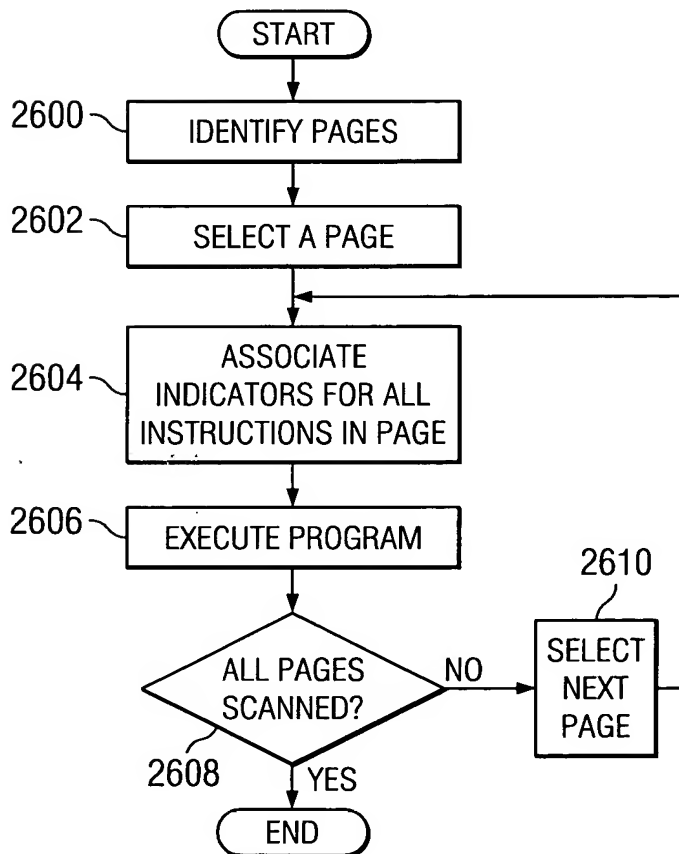 START
2600
IDENTIFY PAGES
2602
SELECT A PAGE
2604
ASSOCIATE
INDICATORS FOR ALL
INSTRUCTIONS IN PAGE
2606
EXECUTE PROGRAM
2610
SELECT
NEXT
PAGE
ALL PAGES
SCANNED?
NO
2608
YES
END